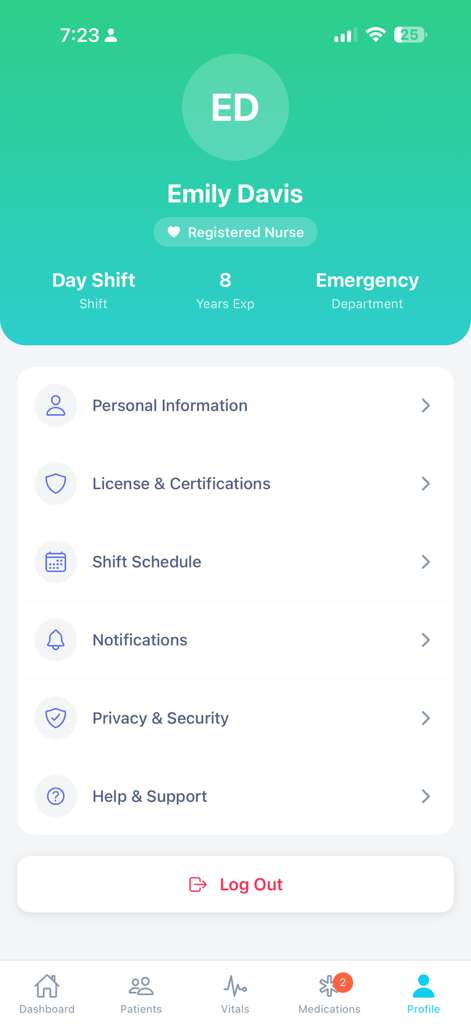 7:23
25
ED
Emily Davis
Registered Nurse
Day Shift
Shift
8
Years Exp
Emergency
Department
Personal Information
License & Certifications
Shift Schedule
Notifications
Privacy & Security
Help & Support
Log Out
2
Dashboard
Patients
Vitals
Medications
Profile